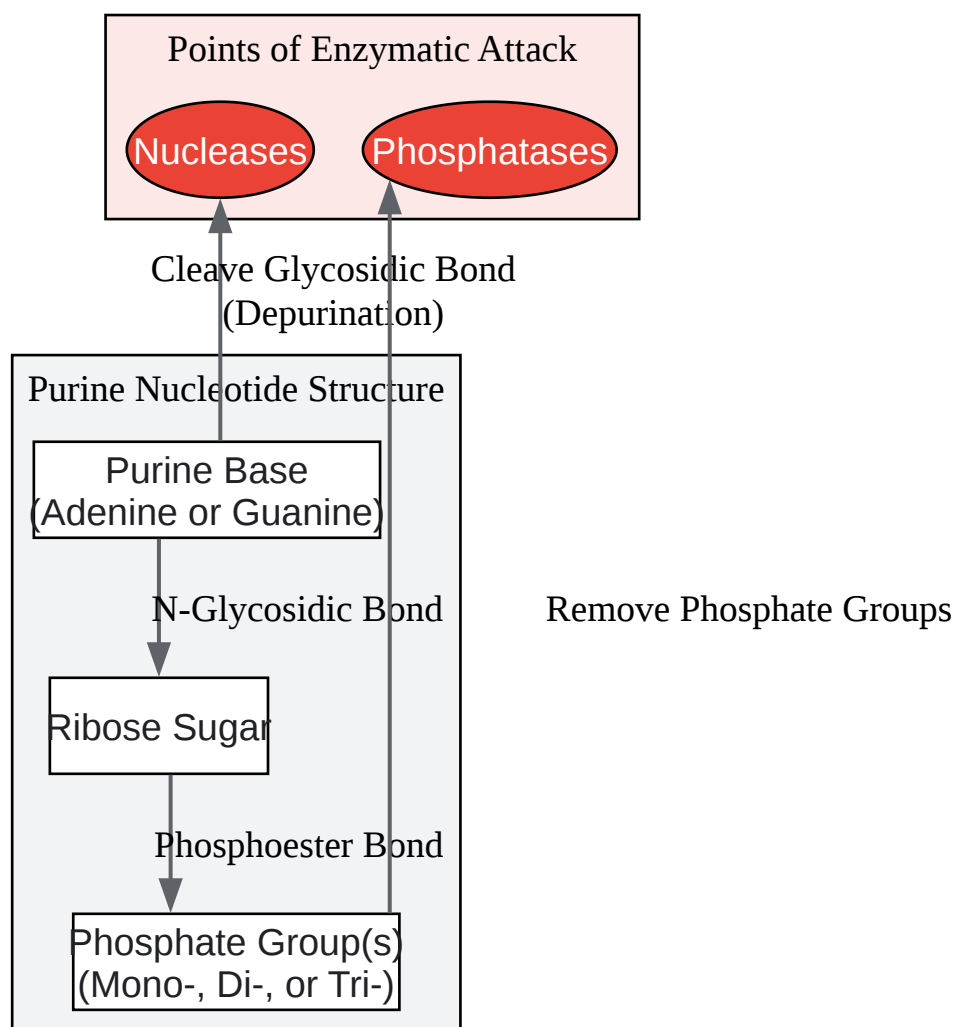 Points of Enzymatic Attack
Nucleases
Phosphatases
Cleave Glycosidic Bond
(Depurination)
Purine Nucleotide Structure
Purine Base
(Adenine or Guanine)
N-Glycosidic Bond
Remove Phosphate Groups
Ribose Sugar
Phosphoester Bond
Phosphate Group(s)
(Mono-, Di-, or Tri-)